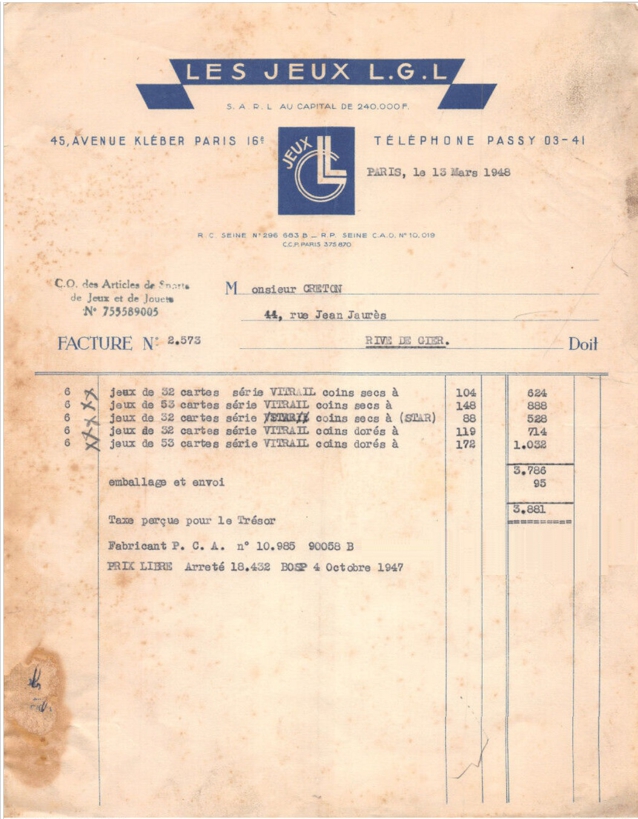 LES JEUX L.G.L
S. A. R. L AU CAPITAL DE 240.000 F.
45, AVENUE KLÉBER PARIS 16e
TÉLÉPHONE PASSY 03-41
JEUX LGL
PARIS, le 13 Mars 1948
R. C. SEINE N° 296 663 B _ R.P. SEINE C.A.O. N° 10.019
C.C.P. PARIS 375.870
C.O. des Articles de Sports
de Jeux et de Jouets
N° 755589005
Monsieur CRETON
44, rue Jean Jaurès
FACTURE N° 2.573 RIVE DE GIER. Doit
6 jeux de 32 cartes série VITRAIL coins secs à 104 624
6 jeux de 53 cartes série VITRAIL coins secs à 148 888
6 jeux de 32 cartes série coins secs à (STAR) 88 528
6 jeux de 32 cartes série VITRAIL coins dorés à 119 714
6 jeux de 53 cartes série VITRAIL coins dorés à 172 1.032
3.786
emballage et envoi 95
3.881
Taxe perçue pour le Trésor
Fabricant P. C. A. n° 10.985 90058 B
PRIX LIBRE Arreté 18.432 BOSP 4 Octobre 1947